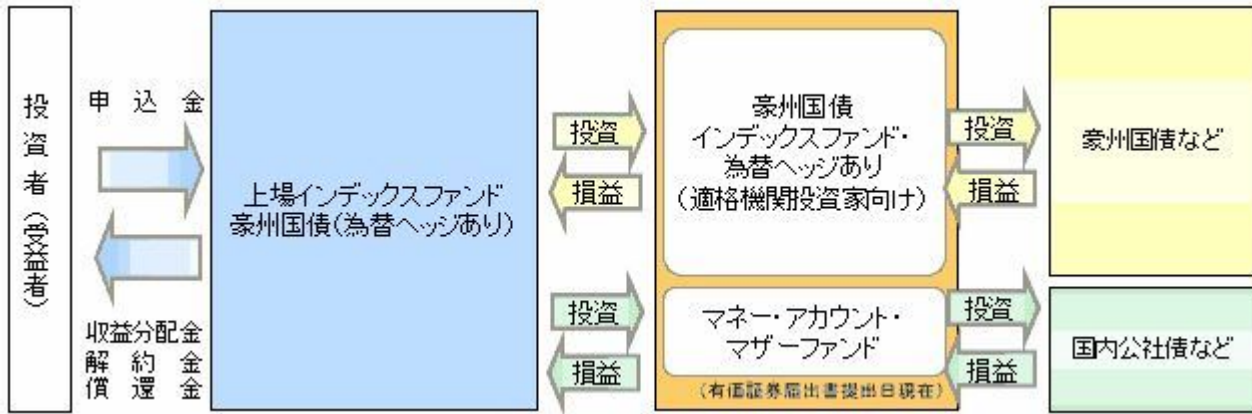 投資者(受益者)
申込金
収益分配金
解約金
償還金
上場インデックスファンド
豪州国債(為替ヘッジあり)
投資
損益
投資
損益
豪州国債
インデックスファンド・
為替ヘッジあり
(適格機関投資家向け)
マネー・アカウント・
マザーファンド
(有価証券届出書提出日現在)
投資
損益
投資
損益
豪州国債など
国内公社債など